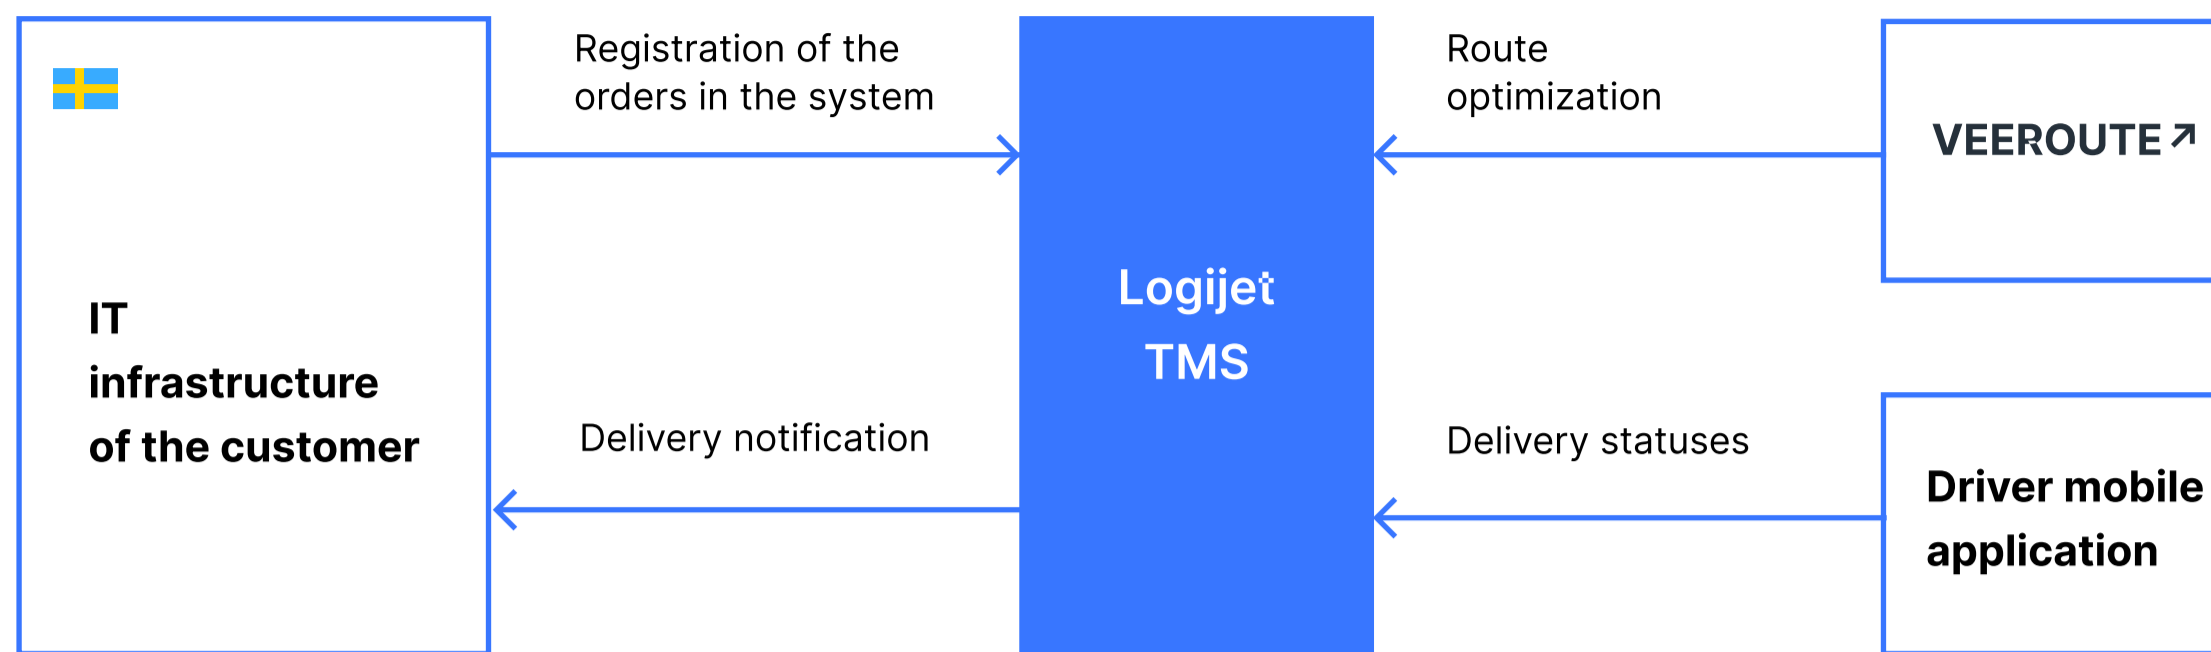 Registration of the
orders in the system
Route
optimization
VEEROUTE
IT
infrastructure
of the customer
Logijet
TMS
Delivery notification
Delivery statuses
Driver mobile
application